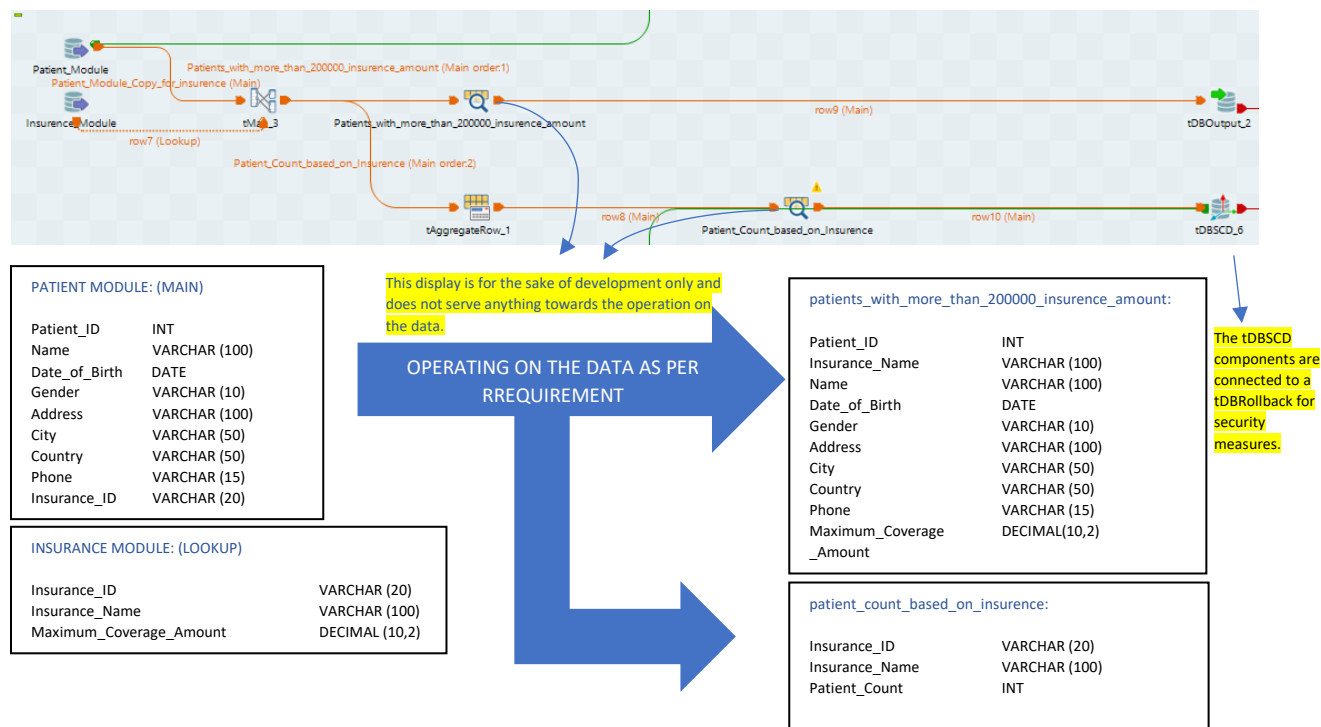 Patient_Module
Patients_with_more_than_200000_insurence_amount (Main order:1)
Patient_Module_Copy_for_insurence (Main)
Insurence_Module
tMap_3
Patients_with_more_than_200000_insurence_amount
row9 (Main)
tDBOutput_2
row7 (Lookup)
Patient_Count_based_on_Insurence (Main order:2)
tAggregateRow_1
row8 (Main)
Patient_Count_based_on_Insurence
row10 (Main)
tDBSCD_6
PATIENT MODULE: (MAIN)
Patient_ID INT
Name VARCHAR (100)
Date_of_Birth DATE
Gender VARCHAR (10)
Address VARCHAR (100)
City VARCHAR (50)
Country VARCHAR (50)
Phone VARCHAR (15)
Insurance_ID VARCHAR (20)
INSURANCE MODULE: (LOOKUP)
Insurance_ID VARCHAR (20)
Insurance_Name VARCHAR (100)
Maximum_Coverage_Amount DECIMAL (10,2)
This display is for the sake of development only and
does not serve anything towards the operation on
the data.
OPERATING ON THE DATA AS PER
RREQUIREMENT
patients_with_more_than_200000_insurence_amount:
Patient_ID INT
Insurance_Name VARCHAR (100)
Name VARCHAR (100)
Date_of_Birth DATE
Gender VARCHAR (10)
Address VARCHAR (100)
City VARCHAR (50)
Country VARCHAR (50)
Phone VARCHAR (15)
Maximum_Coverage DECIMAL(10,2)
_Amount
patient_count_based_on_insurence:
Insurance_ID VARCHAR (20)
Insurance_Name VARCHAR (100)
Patient_Count INT
The tDBSCD
components are
connected to a
tDBRollback for
security
measures.